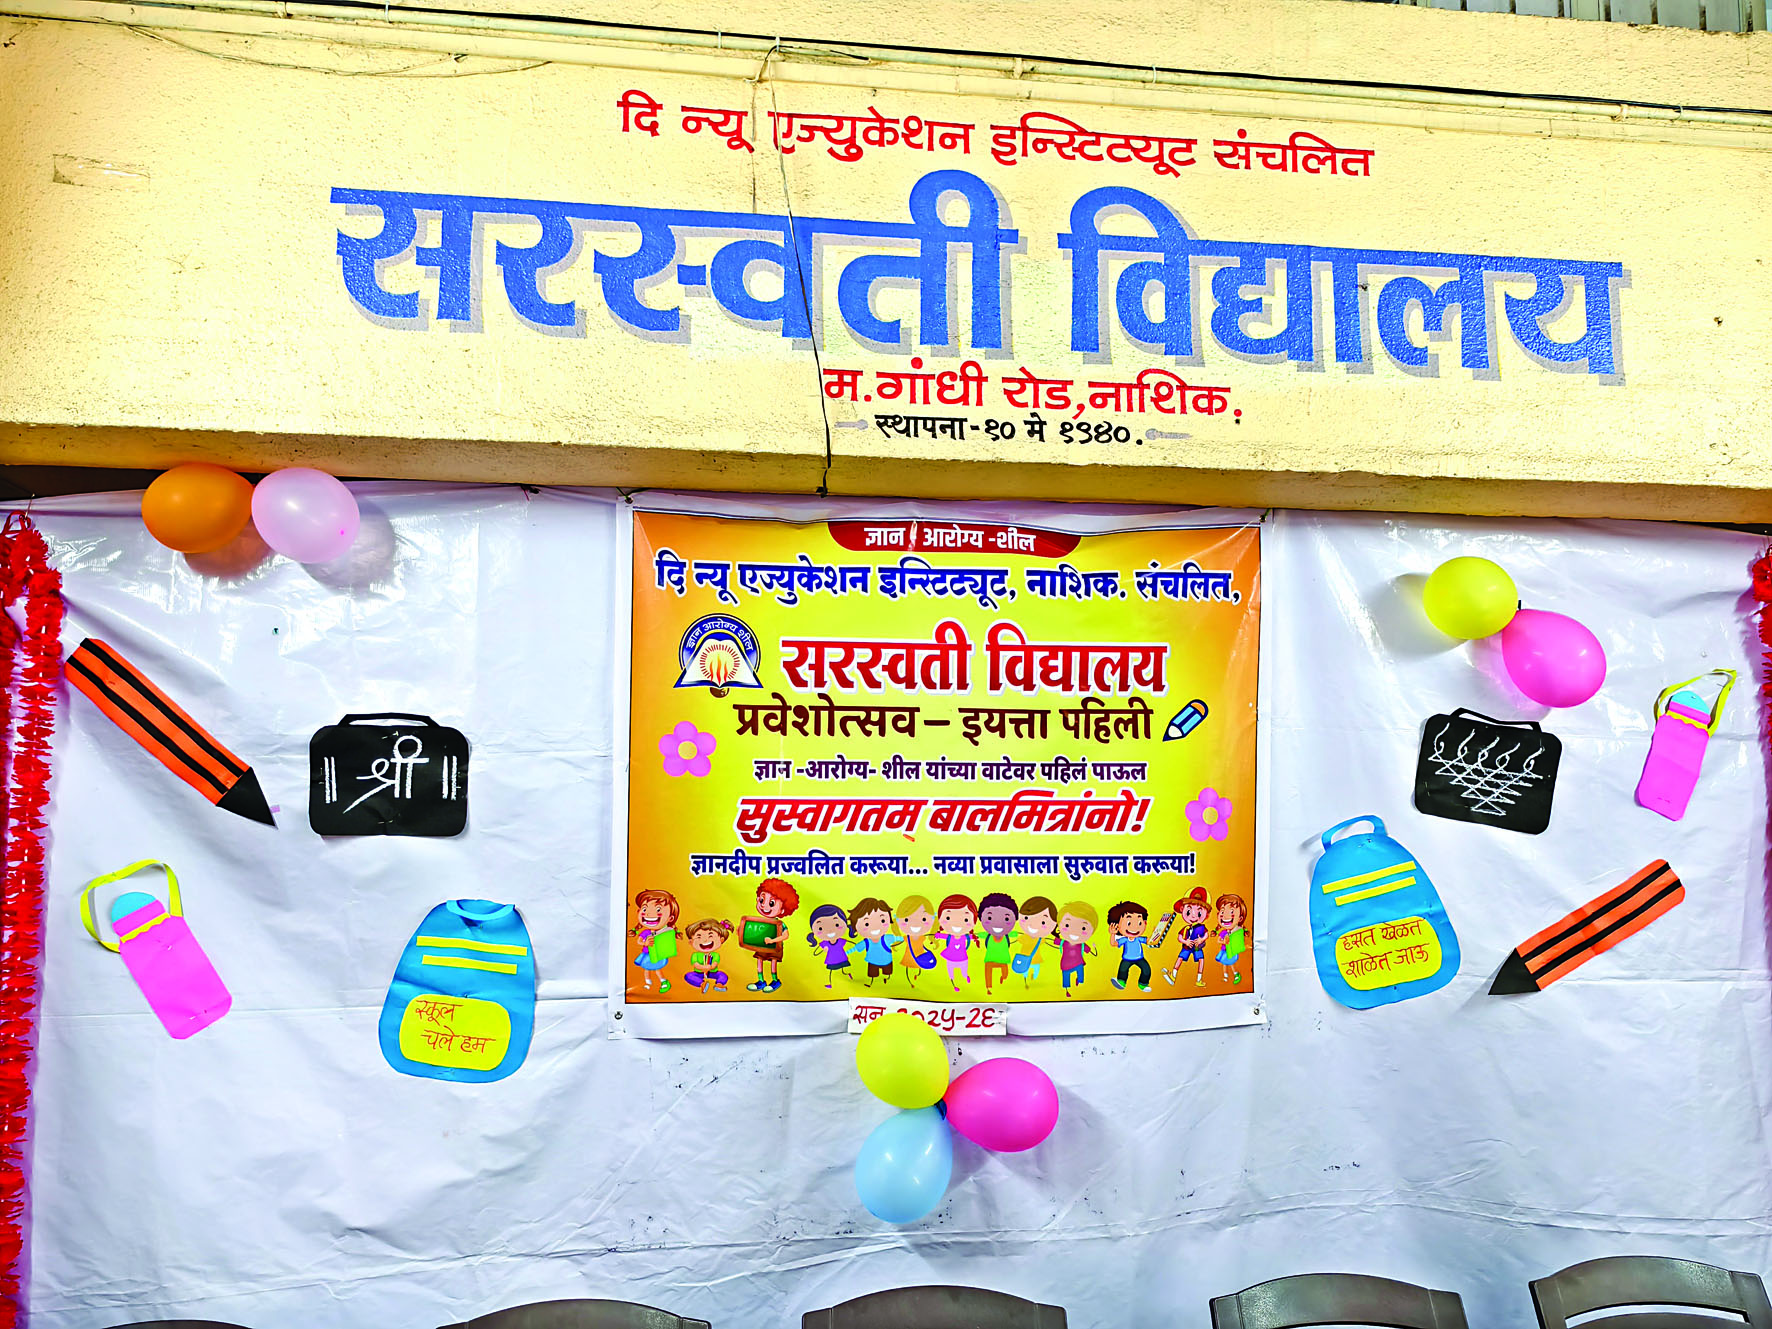 दि न्यू एज्युकेशन इन्स्टिट्यूट संचलित
सरस्वती विद्यालय
म.गांधी रोड,नाशिक.
स्थापना-१० मे १९४०.
ज्ञान आरोग्य -शील
दि न्यू एज्युकेशन इन्स्टिट्यूट, नाशिक. संचलित,
ज्ञान आरोग्य शील
सरस्वती विद्यालय
प्रवेशोत्सव – इयत्ता पहिली
ज्ञान -आरोग्य- शील यांच्या वाटेवर पहिलं पाऊल
सुस्वागतम् बालमित्रांनो!
ज्ञानदीप प्रज्वलित करूया... नव्या प्रवासाला सुरुवात करूया!
सन २०२५-२६
॥ श्री ॥
स्कूल
चले हम
हसत खेळत
शाळेत जाऊ